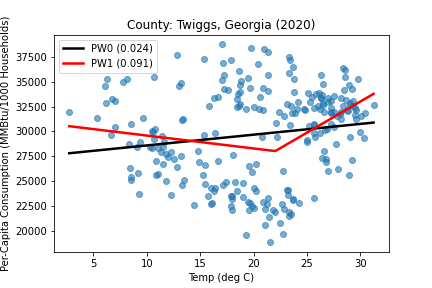 County: Twiggs, Georgia (2020)
PW0 (0.024)
PW1 (0.091)
Per-Capita Consumption (MMBtu/1000 Households)
37500
35000
32500
30000
27500
25000
22500
20000
5 10 15 20 25 30
Temp (deg C)